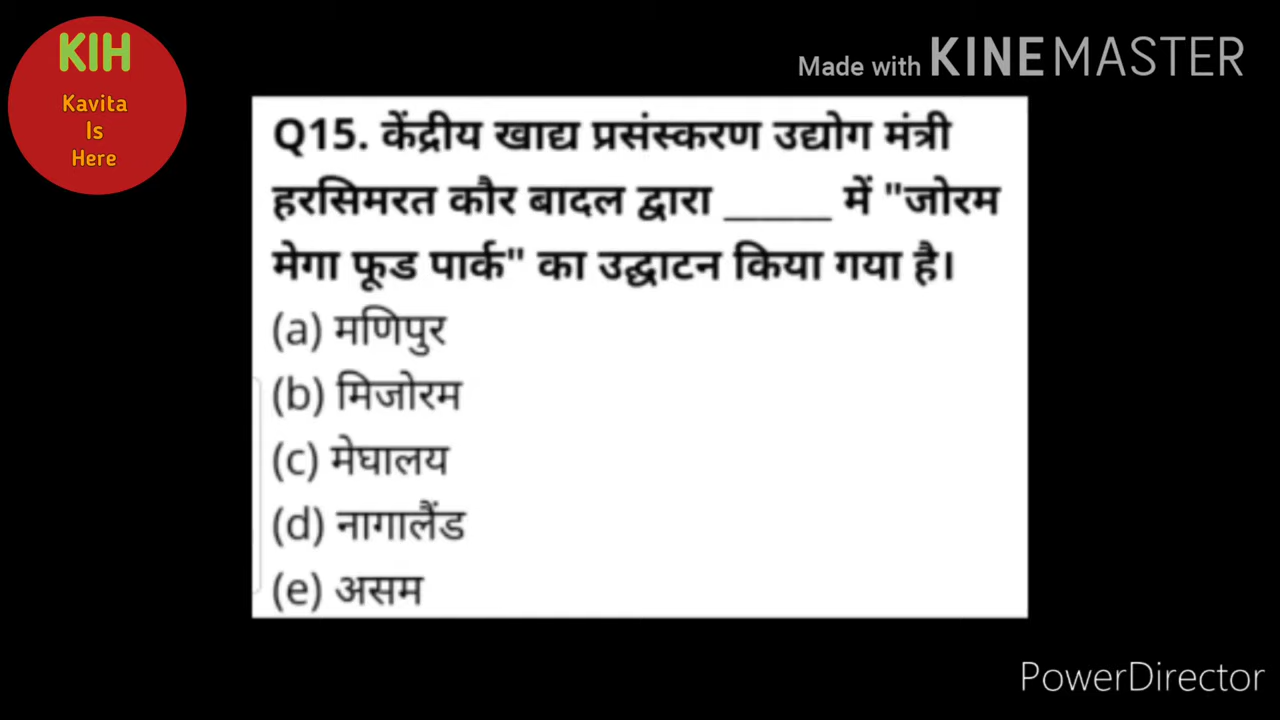 KIH
Kavita
Is
Here
Made with KINEMASTER
Q15. केंद्रीय खाद्य प्रसंस्करण उद्योग मंत्री
हरसिमरत कौर बादल द्वारा _____ में "जोरम
मेगा फूड पार्क" का उद्घाटन किया गया है।
(a) मणिपुर
(b) मिजोरम
(c) मेघालय
(d) नागालैंड
(e) असम
PowerDirector